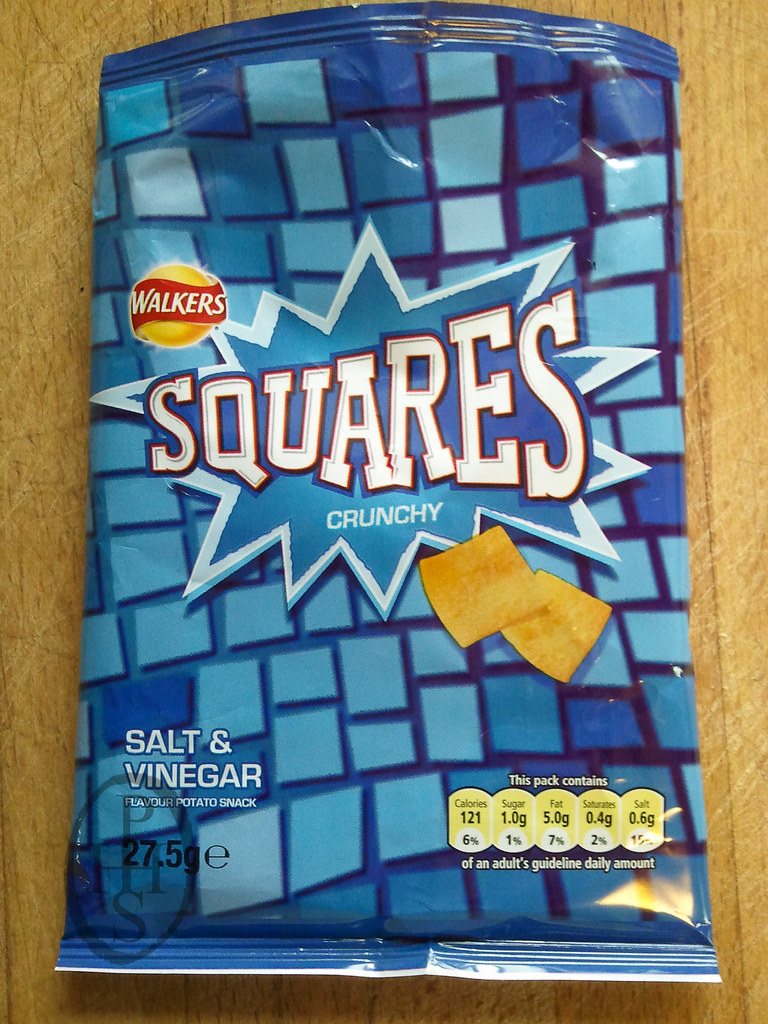 WALKERS
SQUARES
CRUNCHY
SALT &
VINEGAR
FLAVOUR POTATO SNACK
27.5g e
This pack contains
Calories Sugar Fat Saturates Salt
121 1.0g 5.0g 0.4g 0.6g
6% 1% 7% 2%
of an adult's guideline daily amount
P
H H
S